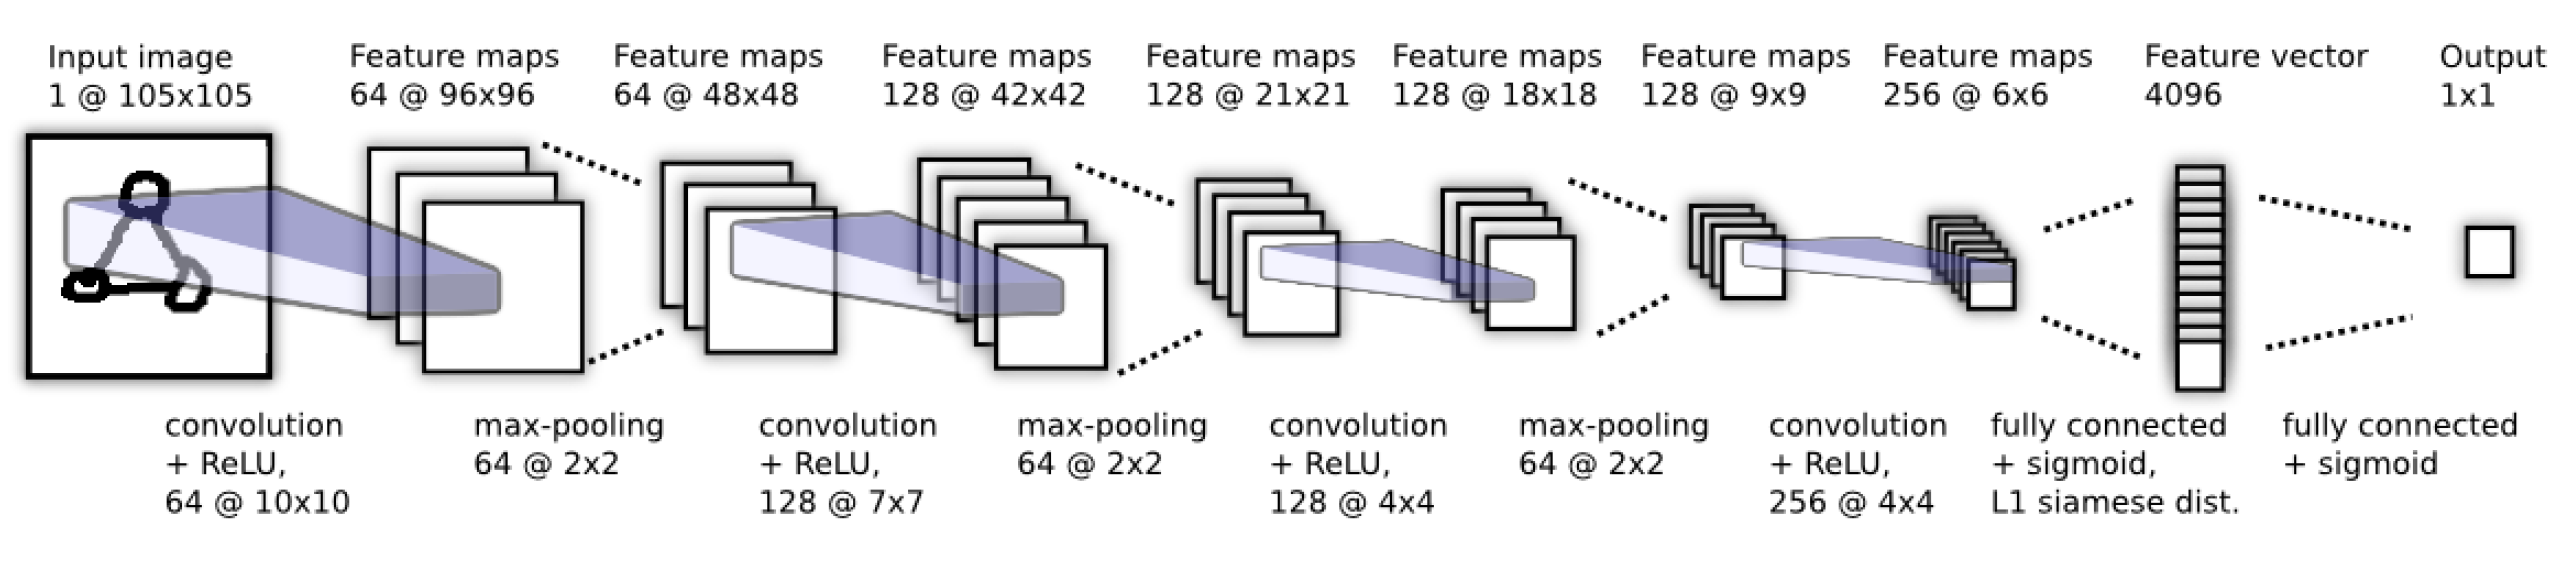 Input image
1 @ 105x105
Feature maps
64 @ 96x96
Feature maps
64 @ 48x48
Feature maps
128 @ 42x42
Feature maps
128 @ 21x21
Feature maps
128 @ 18x18
Feature maps
128 @ 9x9
Feature maps
256 @ 6x6
Feature vector
4096
Output
1x1
convolution
+ ReLU,
64 @ 10x10
max-pooling
64 @ 2x2
convolution
+ ReLU,
128 @ 7x7
max-pooling
64 @ 2x2
convolution
+ ReLU,
128 @ 4x4
max-pooling
64 @ 2x2
convolution
+ ReLU,
256 @ 4x4
fully connected
+ sigmoid,
L1 siamese dist.
fully connected
+ sigmoid